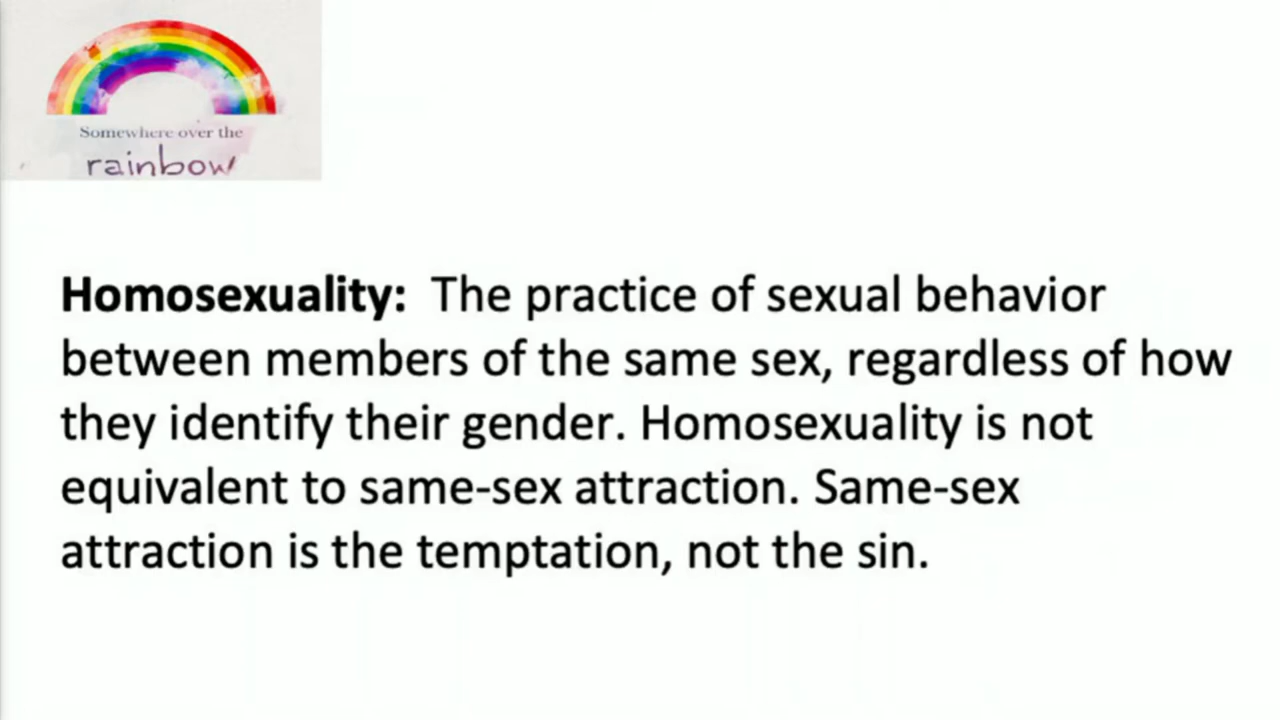 Somewhere over the
rainbow
Homosexuality: The practice of sexual behavior
between members of the same sex, regardless of how
they identify their gender. Homosexuality is not
equivalent to same-sex attraction. Same-sex
attraction is the temptation, not the sin.